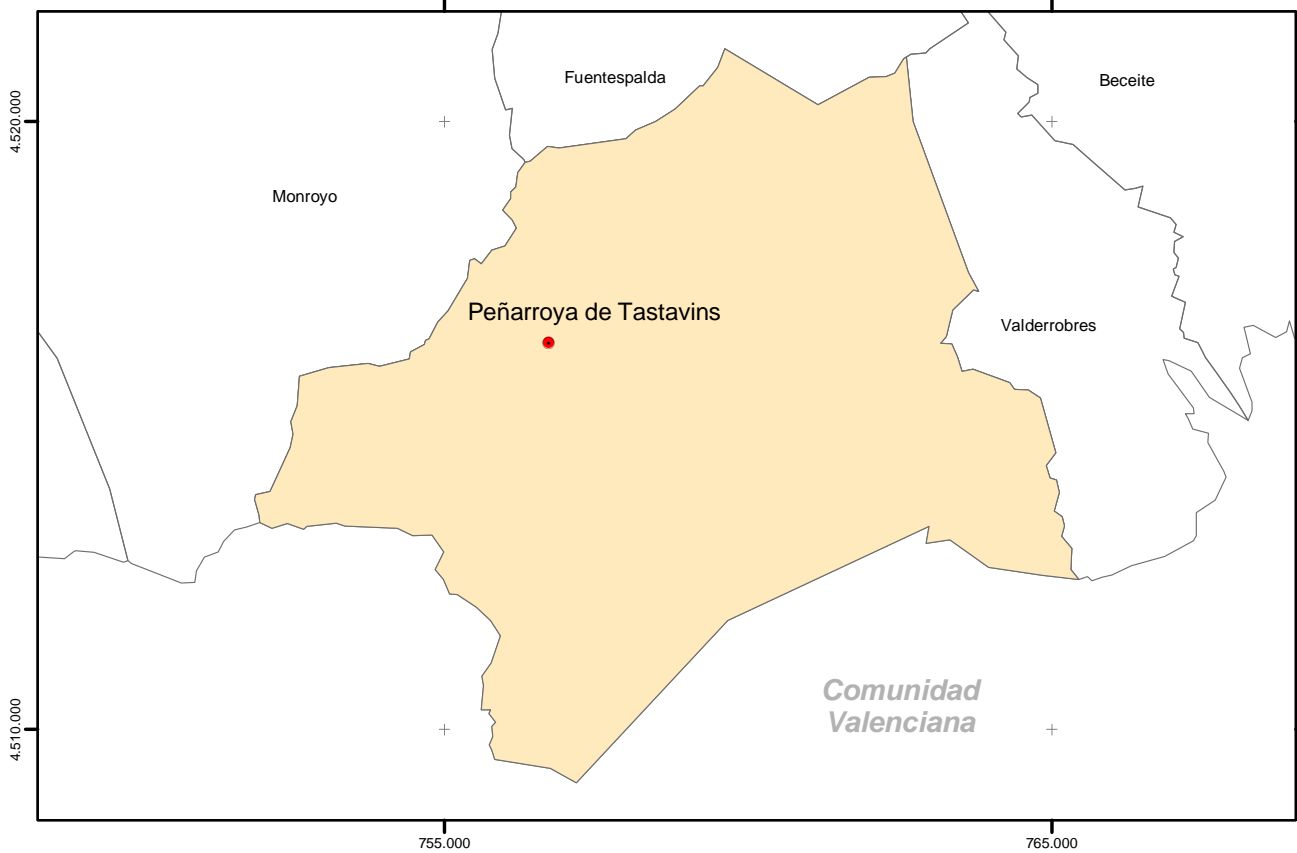 Fuentespalda
Beceite
4.520.000
Monroyo
Peñarroya de Tastavins
Valderrobres
Comunidad
Valenciana
4.510.000
755.000
765.000